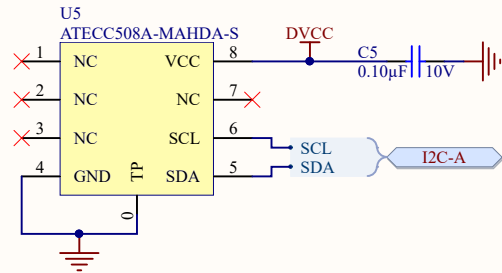 U5
ATECC508A-MAHDA-S
DVCC
1 NC VCC 8
C5
0.10µF 10V
2 NC NC 7
3 NC SCL 6
SCL
4 GND TP SDA 5
SDA
I2C-A
0